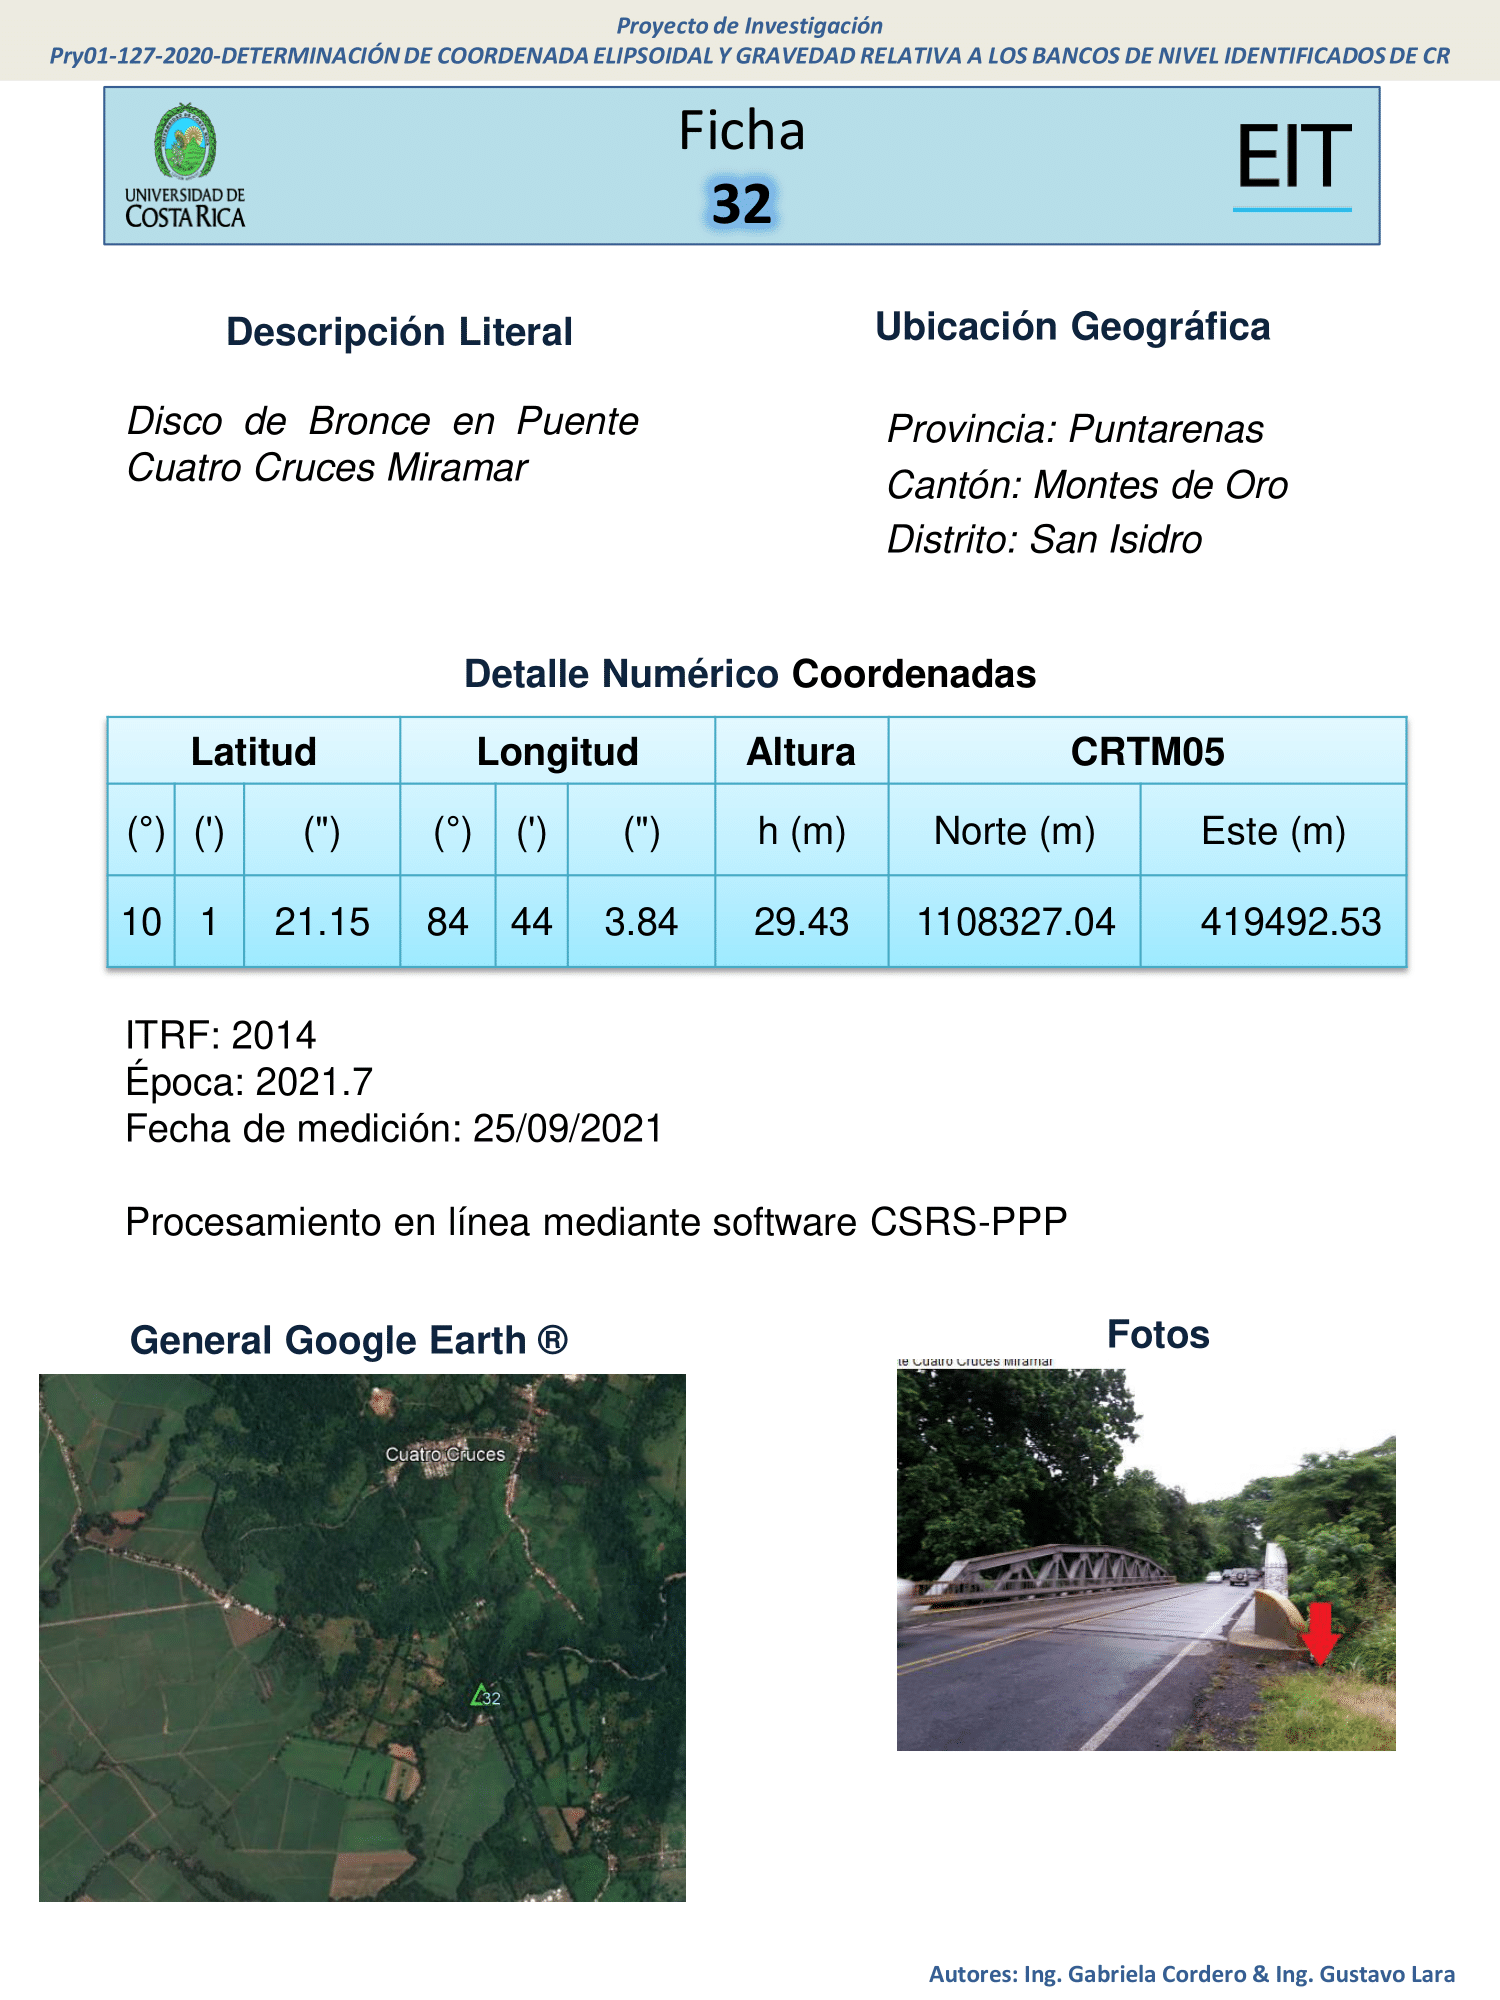 Proyecto de Investigación
Pry01-127-2020-DETERMINACIÓN DE COORDENADA ELIPSOIDAL Y GRAVEDAD RELATIVA A LOS BANCOS DE NIVEL IDENTIFICADOS DE CR
UNIVERSIDAD DE
COSTA RICA
Ficha
32
EIT
Descripción Literal
Disco de Bronce en Puente
Cuatro Cruces Miramar
Ubicación Geográfica
Provincia: Puntarenas
Cantón: Montes de Oro
Distrito: San Isidro
Detalle Numérico Coordenadas
Latitud Longitud Altura CRTM05
(°) (') (") (°) (') (") h (m) Norte (m) Este (m)
10 1 21.15 84 44 3.84 29.43 1108327.04 419492.53
ITRF: 2014
Época: 2021.7
Fecha de medición: 25/09/2021
Procesamiento en línea mediante software CSRS-PPP
General Google Earth ®
Cuatro Cruces
32
Fotos
te Cuatro Cruces Miramar
Autores: Ing. Gabriela Cordero & Ing. Gustavo Lara